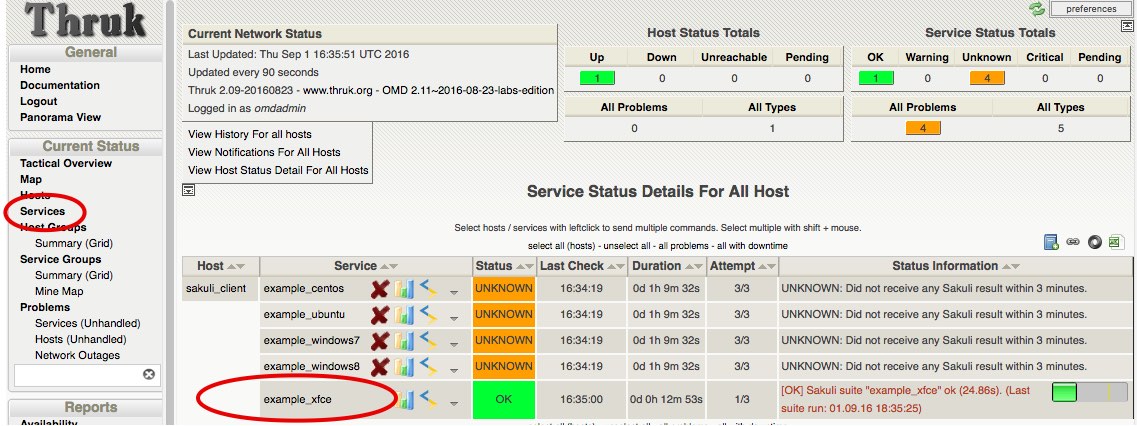 Thruk
General
Home
Documentation
Logout
Panorama View
Current Status
Tactical Overview
Map
Hosts
Services
Host Groups
Summary (Grid)
Service Groups
Summary (Grid)
Mine Map
Problems
Services (Unhandled)
Hosts (Unhandled)
Network Outages
Reports
Availability
Current Network Status
Last Updated: Thu Sep 1 16:35:51 UTC 2016
Updated every 90 seconds
Thruk 2.09-20160823 - www.thruk.org - OMD 2.11~2016-08-23-labs-edition
Logged in as omdadmin
View History For all hosts
View Notifications For All Hosts
View Host Status Detail For All Hosts
Host Status Totals
Up Down Unreachable Pending
1 0 0 0
All Problems All Types
0 1
preferences
Service Status Totals
OK Warning Unknown Critical Pending
1 0 4 0 0
All Problems All Types
4 5
Service Status Details For All Host
Select hosts / services with leftclick to send multiple commands. Select multiple with shift + mouse.
select all (hosts) - unselect all - all problems - all with downtime
Host Service Status Last Check Duration Attempt Status Information
sakuli_client example_centos UNKNOWN 16:34:19 0d 1h 9m 32s 3/3 UNKNOWN: Did not receive any Sakuli result within 3 minutes.
example_ubuntu UNKNOWN 16:34:19 0d 1h 9m 32s 3/3 UNKNOWN: Did not receive any Sakuli result within 3 minutes.
example_windows7 UNKNOWN 16:34:19 0d 1h 9m 32s 3/3 UNKNOWN: Did not receive any Sakuli result within 3 minutes.
example_windows8 UNKNOWN 16:34:19 0d 1h 9m 32s 3/3 UNKNOWN: Did not receive any Sakuli result within 3 minutes.
example_xfce OK 16:35:00 0d 0h 12m 53s 1/3 [OK] Sakuli suite "example_xfce" ok (24.86s). (Last
suite run: 01.09.16 18:35:25)